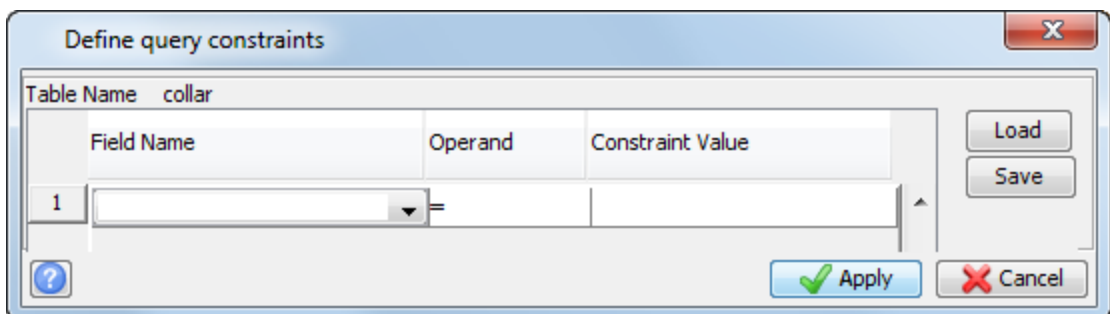 Define query constraints
x
Table Name collar
Field Name Operand Constraint Value
Load
Save
1 =
?
Apply Cancel